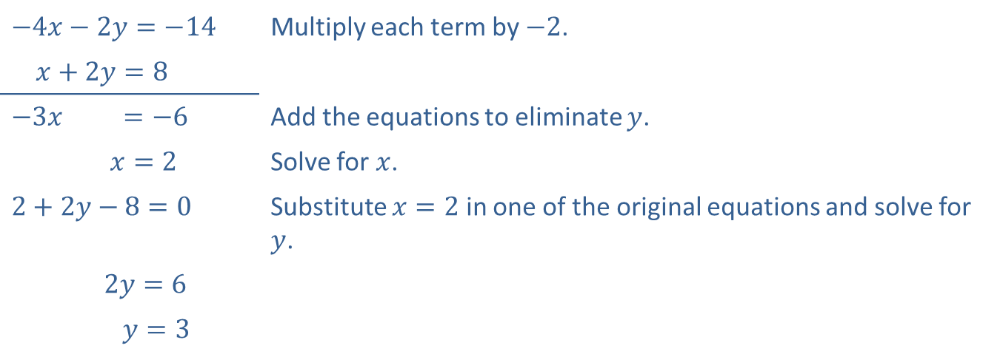 −4x − 2y = −14 Multiply each term by −2.
x + 2y = 8
−3x = −6 Add the equations to eliminate y.
x = 2 Solve for x.
2 + 2y − 8 = 0 Substitute x = 2 in one of the original equations and solve for
y.
2y = 6
y = 3